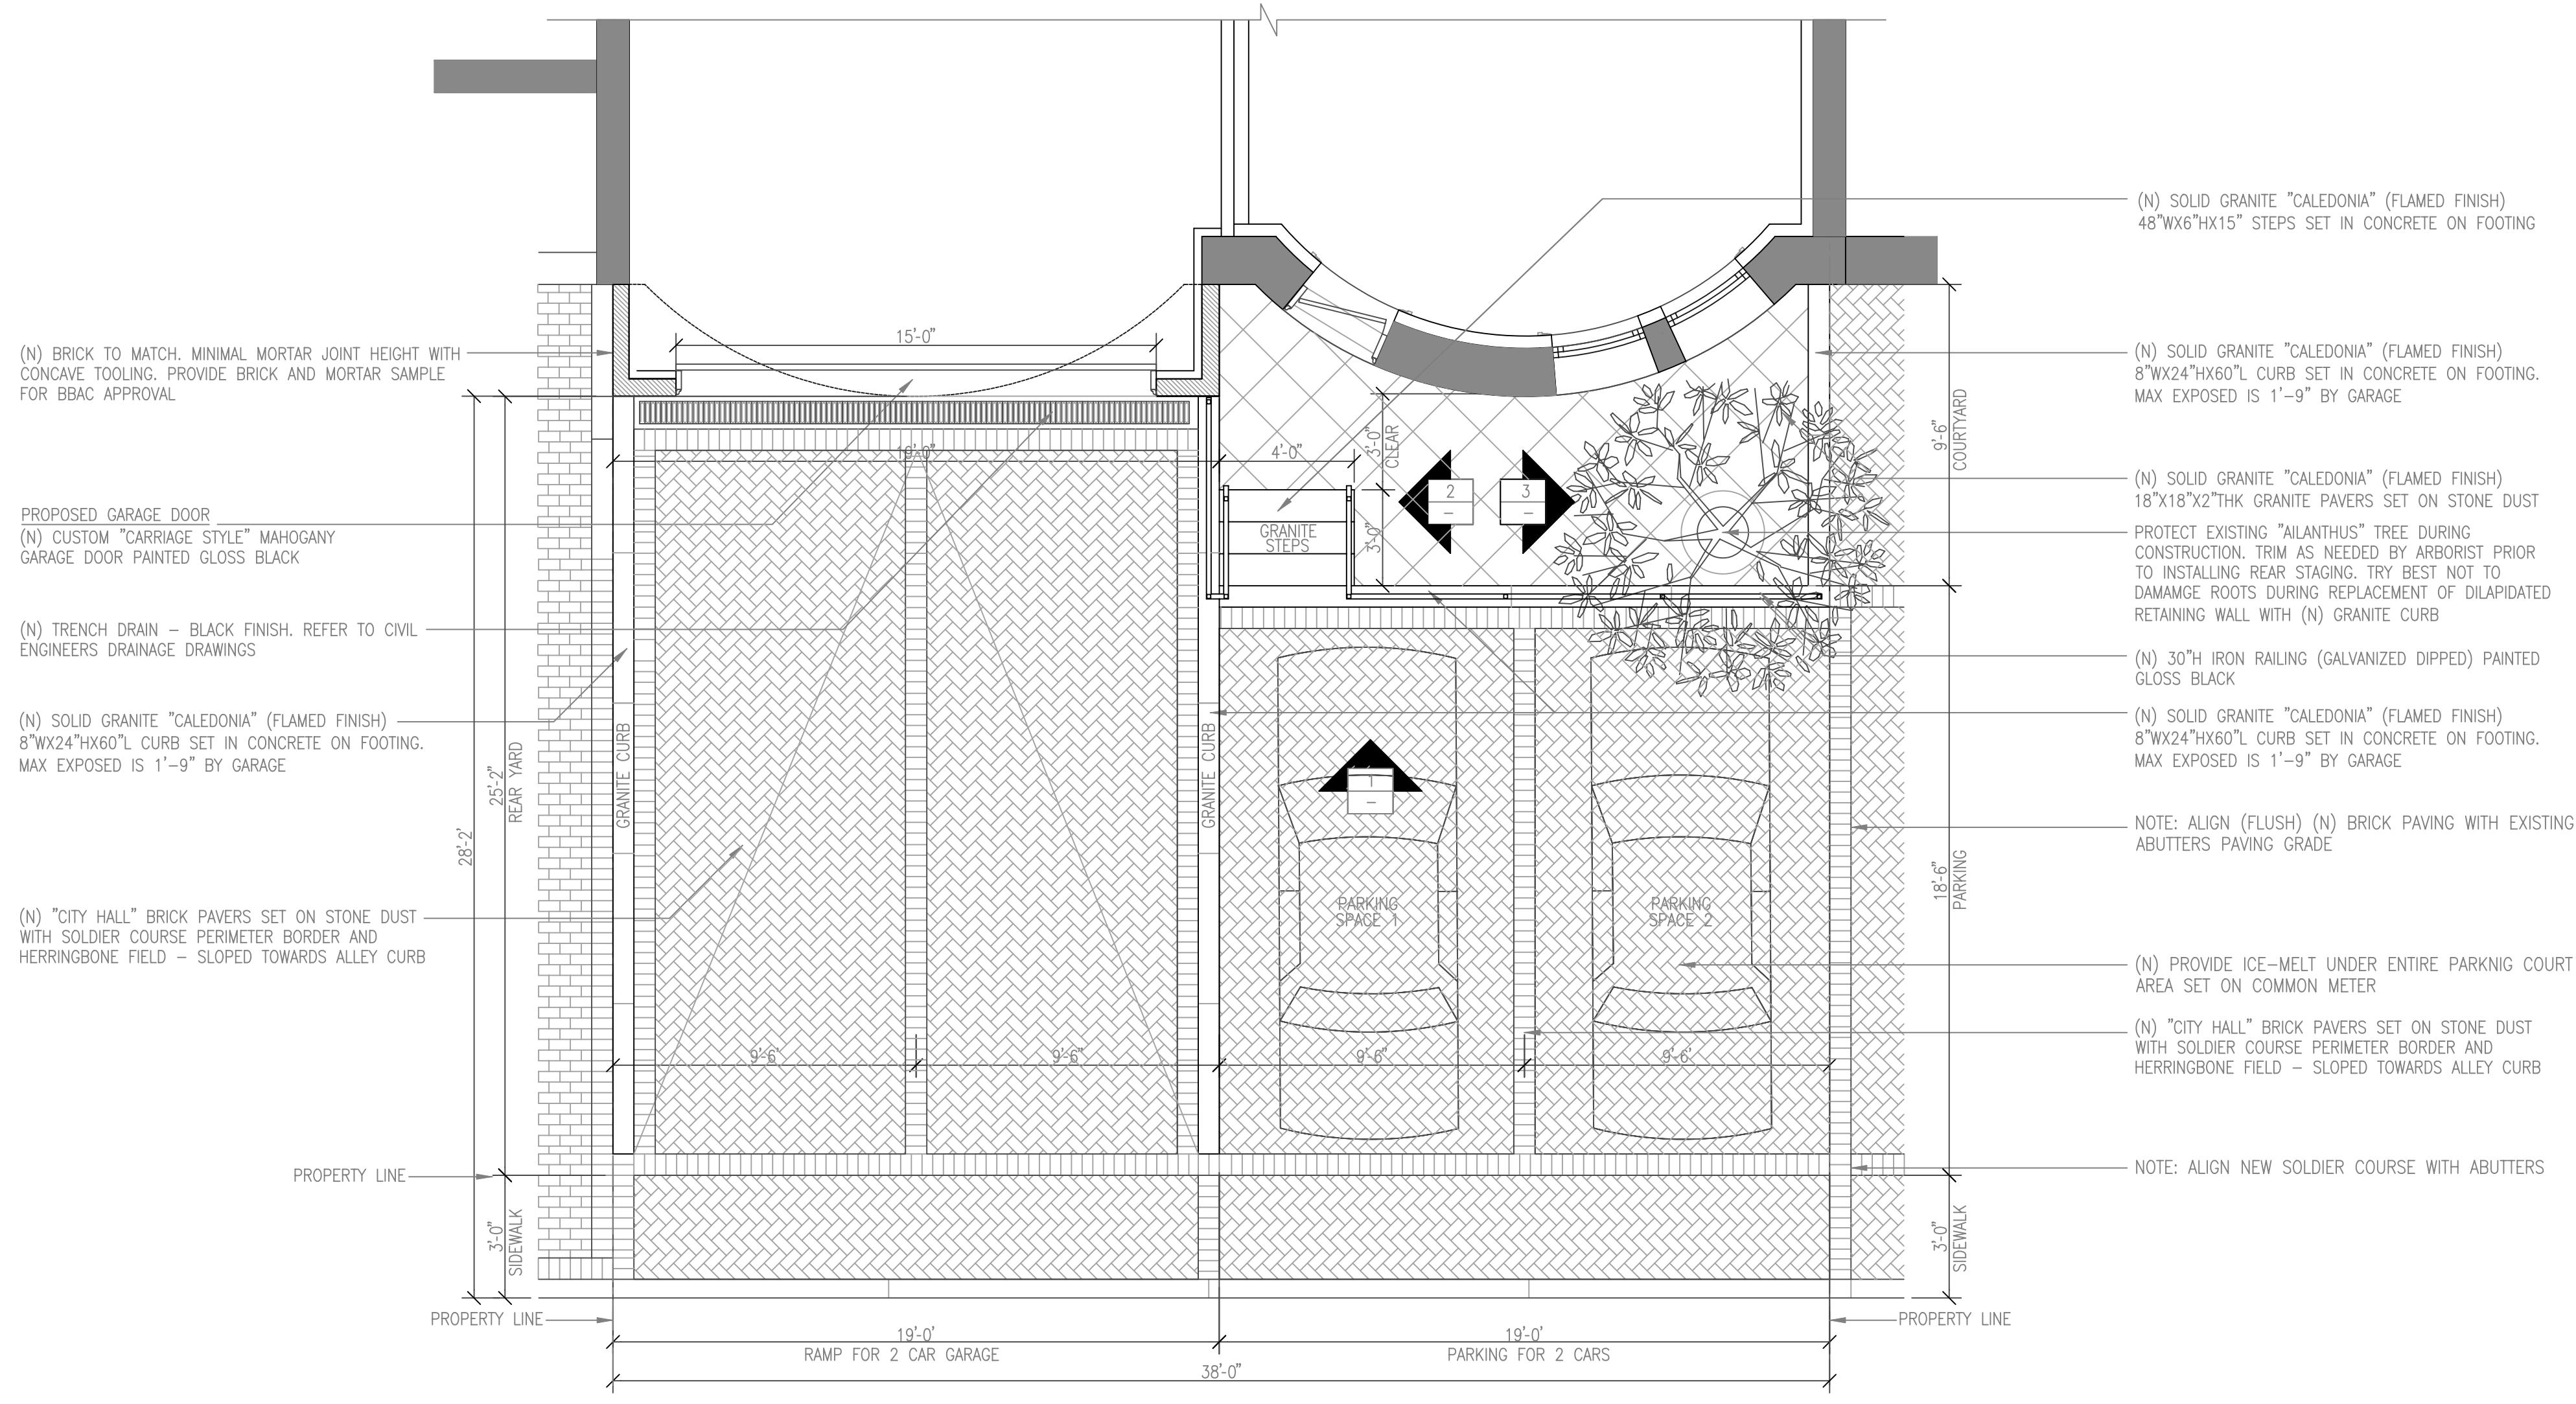 (N) SOLID GRANITE "CALEDONIA" (FLAMED FINISH)
48"WX6"HX15" STEPS SET IN CONCRETE ON FOOTING
15'-0"
(N) BRICK TO MATCH. MINIMAL MORTAR JOINT HEIGHT WITH
CONCAVE TOOLING. PROVIDE BRICK AND MORTAR SAMPLE
FOR BBAC APPROVAL
(N) SOLID GRANITE "CALEDONIA" (FLAMED FINISH)
8"WX24"HX60"L CURB SET IN CONCRETE ON FOOTING.
MAX EXPOSED IS 1'-9" BY GARAGE
9'-6"
COURTYARD
19'-0"
4'-0"
3'-0"
CLEAR
3'-0"
2
-
3
-
GRANITE
STEPS
(N) SOLID GRANITE "CALEDONIA" (FLAMED FINISH)
18"X18"X2"THK GRANITE PAVERS SET ON STONE DUST
PROPOSED GARAGE DOOR
(N) CUSTOM "CARRIAGE STYLE" MAHOGANY
GARAGE DOOR PAINTED GLOSS BLACK
PROTECT EXISTING "AILANTHUS" TREE DURING
CONSTRUCTION. TRIM AS NEEDED BY ARBORIST PRIOR
TO INSTALLING REAR STAGING. TRY BEST NOT TO
DAMAMGE ROOTS DURING REPLACEMENT OF DILAPIDATED
RETAINING WALL WITH (N) GRANITE CURB
(N) TRENCH DRAIN - BLACK FINISH. REFER TO CIVIL
ENGINEERS DRAINAGE DRAWINGS
(N) 30"H IRON RAILING (GALVANIZED DIPPED) PAINTED
GLOSS BLACK
(N) SOLID GRANITE "CALEDONIA" (FLAMED FINISH)
8"WX24"HX60"L CURB SET IN CONCRETE ON FOOTING.
MAX EXPOSED IS 1'-9" BY GARAGE
(N) SOLID GRANITE "CALEDONIA" (FLAMED FINISH)
8"WX24"HX60"L CURB SET IN CONCRETE ON FOOTING.
MAX EXPOSED IS 1'-9" BY GARAGE
28'-2'
25'-2"
REAR YARD
GRANITE CURB
GRANITE CURB
1
-
NOTE: ALIGN (FLUSH) (N) BRICK PAVING WITH EXISTING
ABUTTERS PAVING GRADE
18'-6"
PARKING
PARKING
SPACE 1
PARKING
SPACE 2
(N) "CITY HALL" BRICK PAVERS SET ON STONE DUST
WITH SOLDIER COURSE PERIMETER BORDER AND
HERRINGBONE FIELD - SLOPED TOWARDS ALLEY CURB
(N) PROVIDE ICE-MELT UNDER ENTIRE PARKNIG COURT
AREA SET ON COMMON METER
(N) "CITY HALL" BRICK PAVERS SET ON STONE DUST
WITH SOLDIER COURSE PERIMETER BORDER AND
HERRINGBONE FIELD - SLOPED TOWARDS ALLEY CURB
9'-6'
9'-6"
9'-6"
9'-6'
PROPERTY LINE
NOTE: ALIGN NEW SOLDIER COURSE WITH ABUTTERS
3'-0"
SIDEWALK
3'-0"
SIDEWALK
PROPERTY LINE
PROPERTY LINE
19'-0'
RAMP FOR 2 CAR GARAGE
19'-0'
PARKING FOR 2 CARS
38'-0"